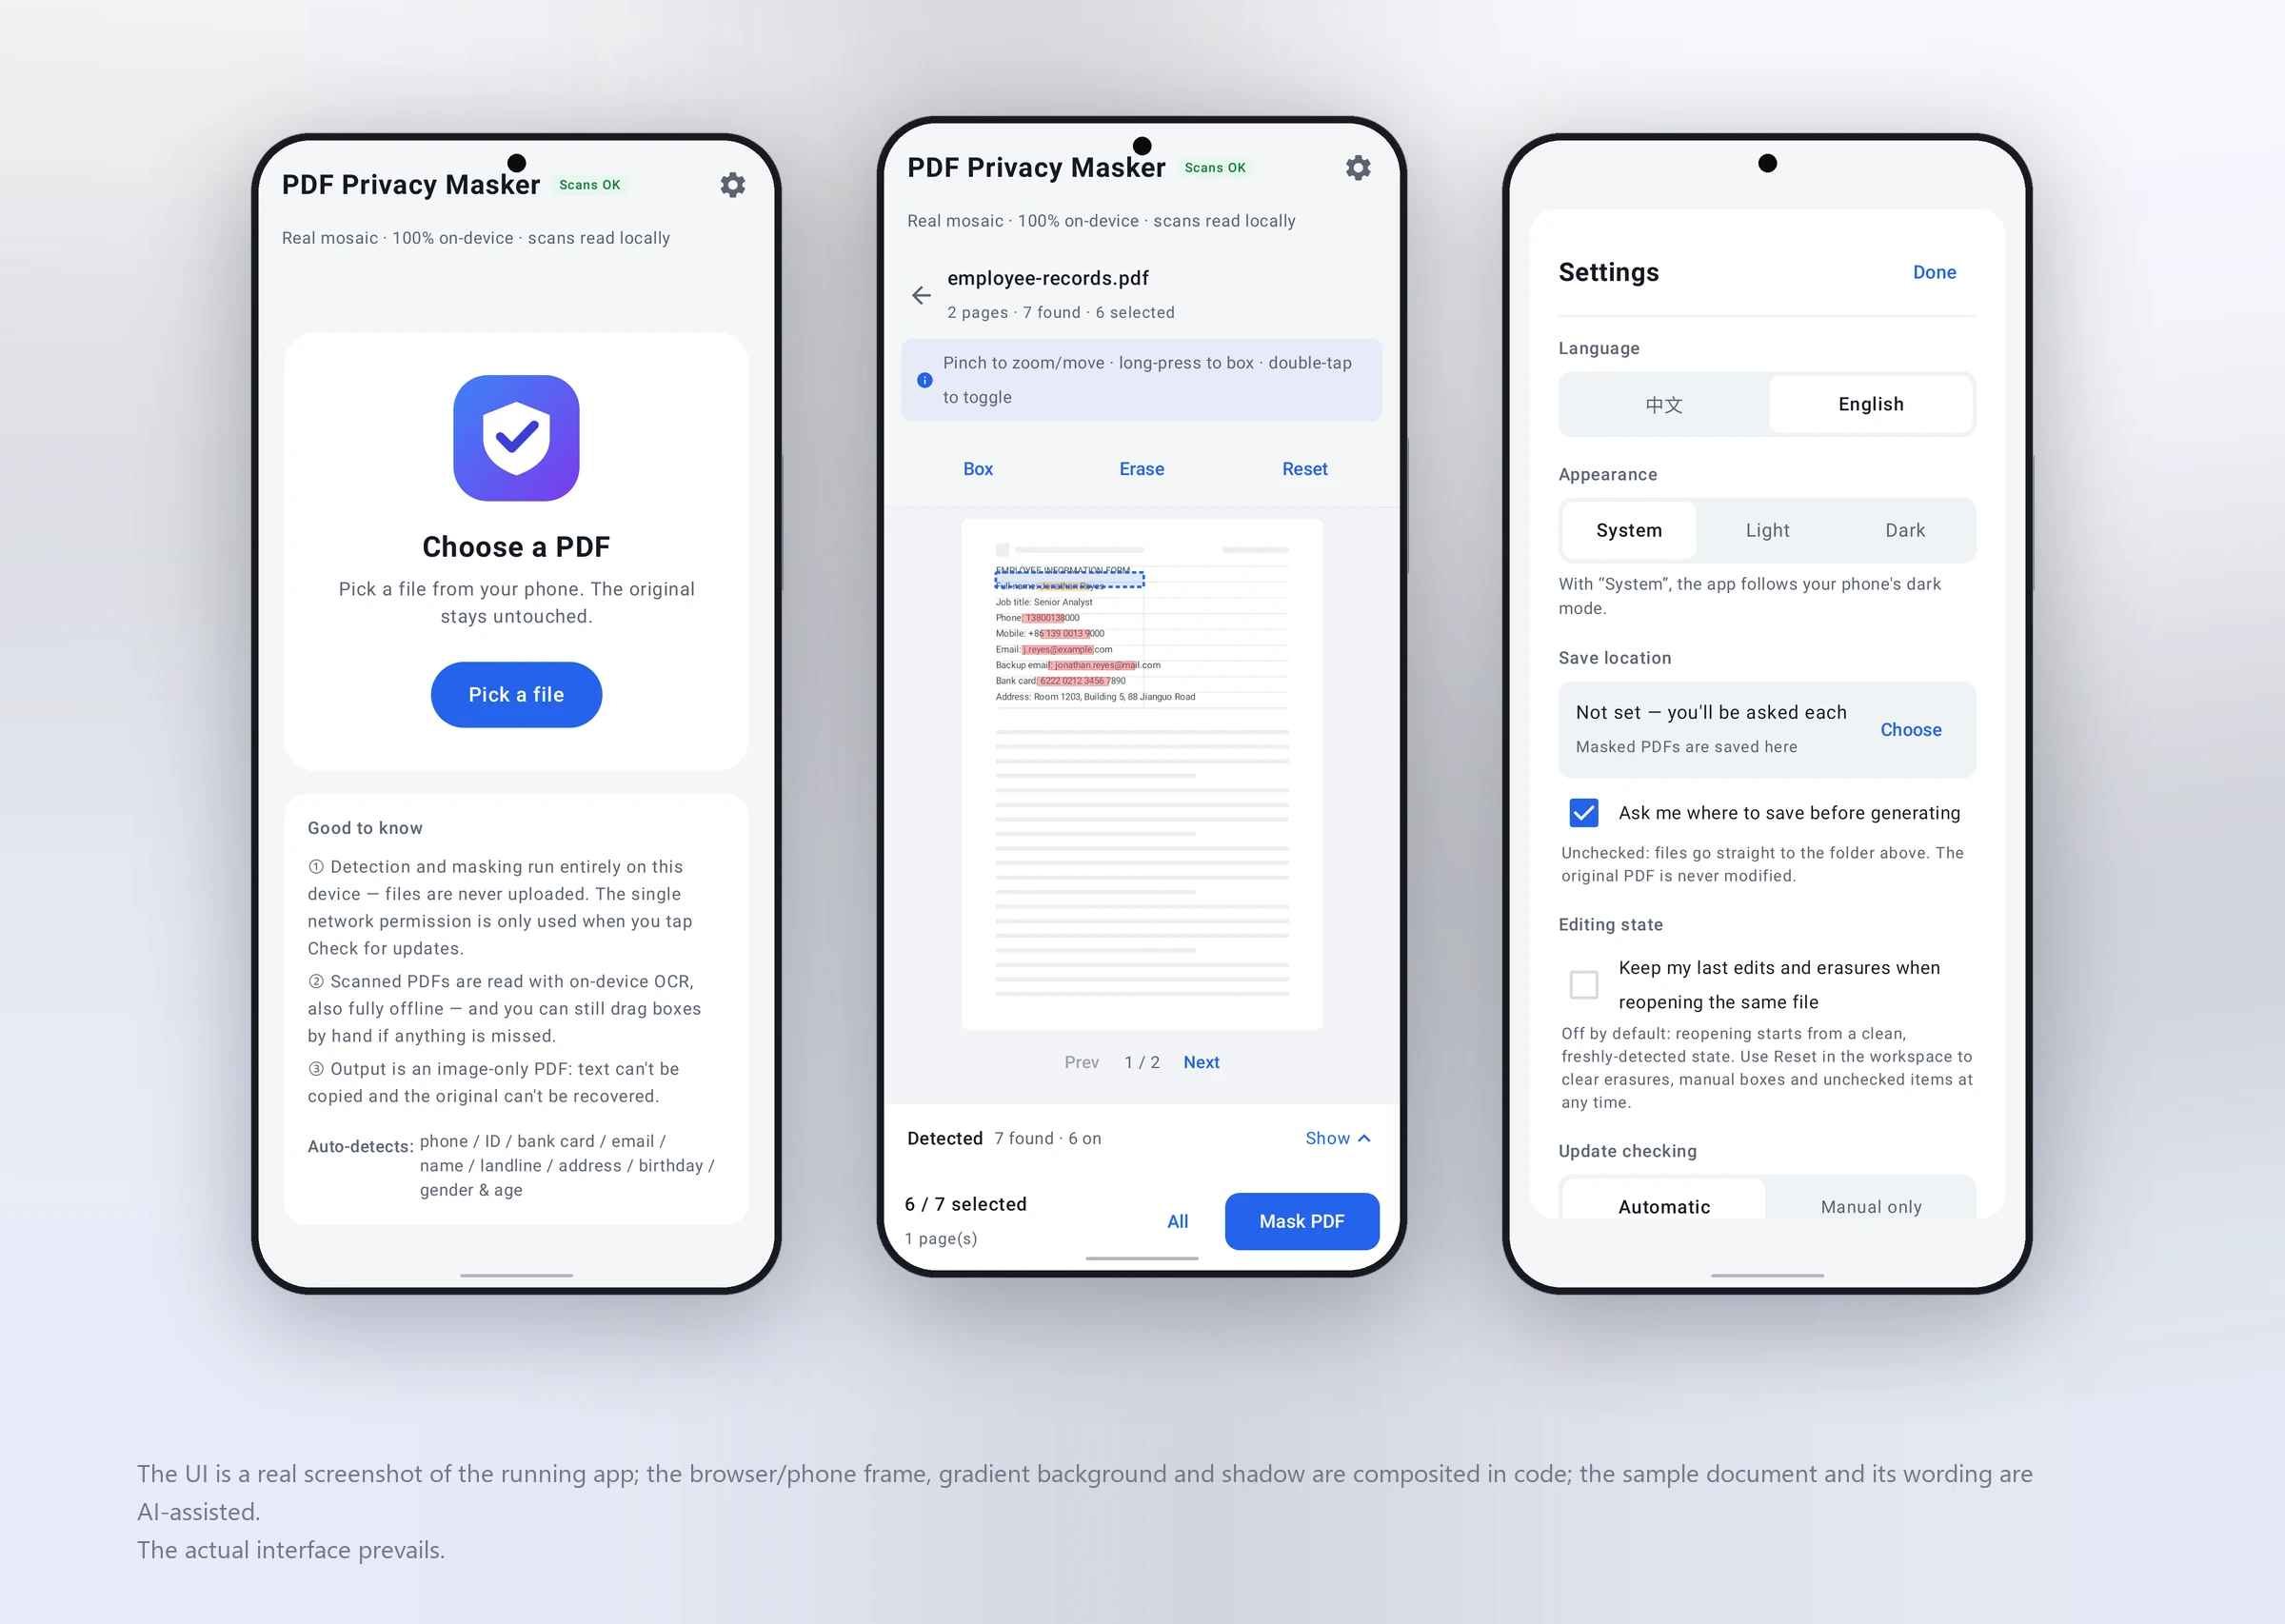 PDF Privacy Masker Scans OK
Real mosaic · 100% on-device · scans read locally
Choose a PDF
Pick a file from your phone. The original
stays untouched.
Pick a file
Good to know
① Detection and masking run entirely on this
device — files are never uploaded. The single
network permission is only used when you tap
Check for updates.
② Scanned PDFs are read with on-device OCR,
also fully offline — and you can still drag boxes
by hand if anything is missed.
③ Output is an image-only PDF: text can't be
copied and the original can't be recovered.
Auto-detects: phone / ID / bank card / email /
name / landline / address / birthday /
gender & age
PDF Privacy Masker Scans OK
Real mosaic · 100% on-device · scans read locally
employee-records.pdf
2 pages · 7 found · 6 selected
Pinch to zoom/move · long-press to box · double-tap
to toggle
Box Erase Reset
EMPLOYEE INFORMATION FORM
Full name: Jonathan Reyes
Job title: Senior Analyst
Phone: 13800138000
Mobile: +86 139 0013 9000
Email: j.reyes@example.com
Backup email: jonathan.reyes@mail.com
Bank card: 6222 0212 3456 7890
Address: Room 1203, Building 5, 88 Jianguo Road
Prev 1 / 2 Next
Detected 7 found · 6 on Show
6 / 7 selected
1 page(s)
All
Mask PDF
Settings Done
Language
中文 English
Appearance
System Light Dark
With “System”, the app follows your phone's dark
mode.
Save location
Not set — you'll be asked each
Masked PDFs are saved here
Choose
Ask me where to save before generating
Unchecked: files go straight to the folder above. The
original PDF is never modified.
Editing state
Keep my last edits and erasures when
reopening the same file
Off by default: reopening starts from a clean,
freshly-detected state. Use Reset in the workspace to
clear erasures, manual boxes and unchecked items at
any time.
Update checking
Automatic Manual only
The UI is a real screenshot of the running app; the browser/phone frame, gradient background and shadow are composited in code; the sample document and its wording are
AI-assisted.
The actual interface prevails.